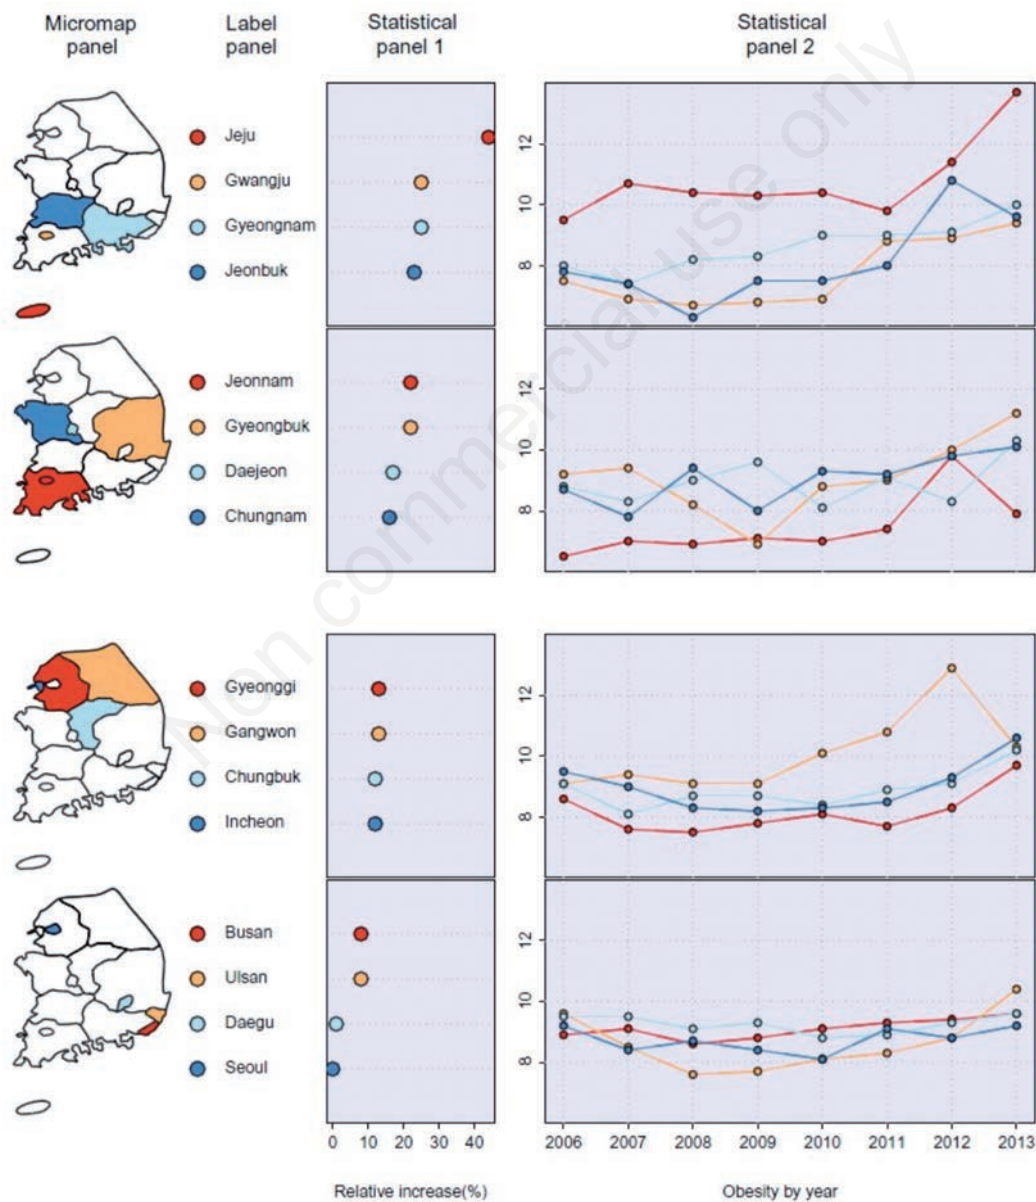 Micromap
panel
Label
panel
Statistical
panel 1
Statistical
panel 2
Jeju
Gwangju
Gyeongnam
Jeonbuk
8 10 12
Jeonnam
Gyeongbuk
Daejeon
Chungnam
8 10 12
Gyeonggi
Gangwon
Chungbuk
Incheon
8 10 12
Busan
Ulsan
Daegu
Seoul
8 10 12
0 10 20 30 40
2006 2007 2008 2009 2010 2011 2012 2013
Relative increase(%)
Obesity by year
Non commercial use only